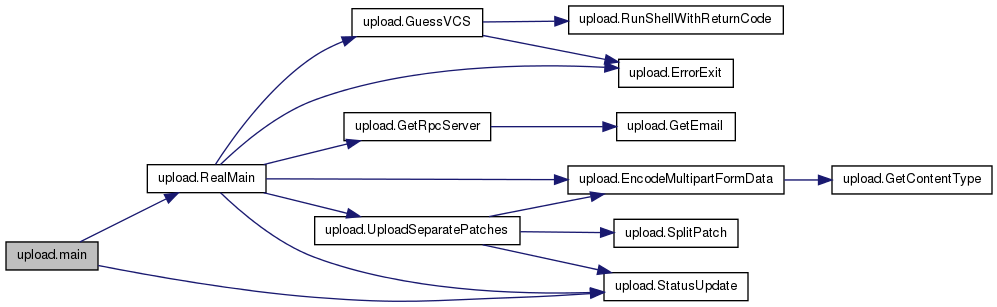 upload.GuessVCS
upload.RunShellWithReturnCode
upload.ErrorExit
upload.GetRpcServer
upload.GetEmail
upload.RealMain
upload.EncodeMultipartFormData
upload.GetContentType
upload.UploadSeparatePatches
upload.SplitPatch
upload.main
upload.StatusUpdate